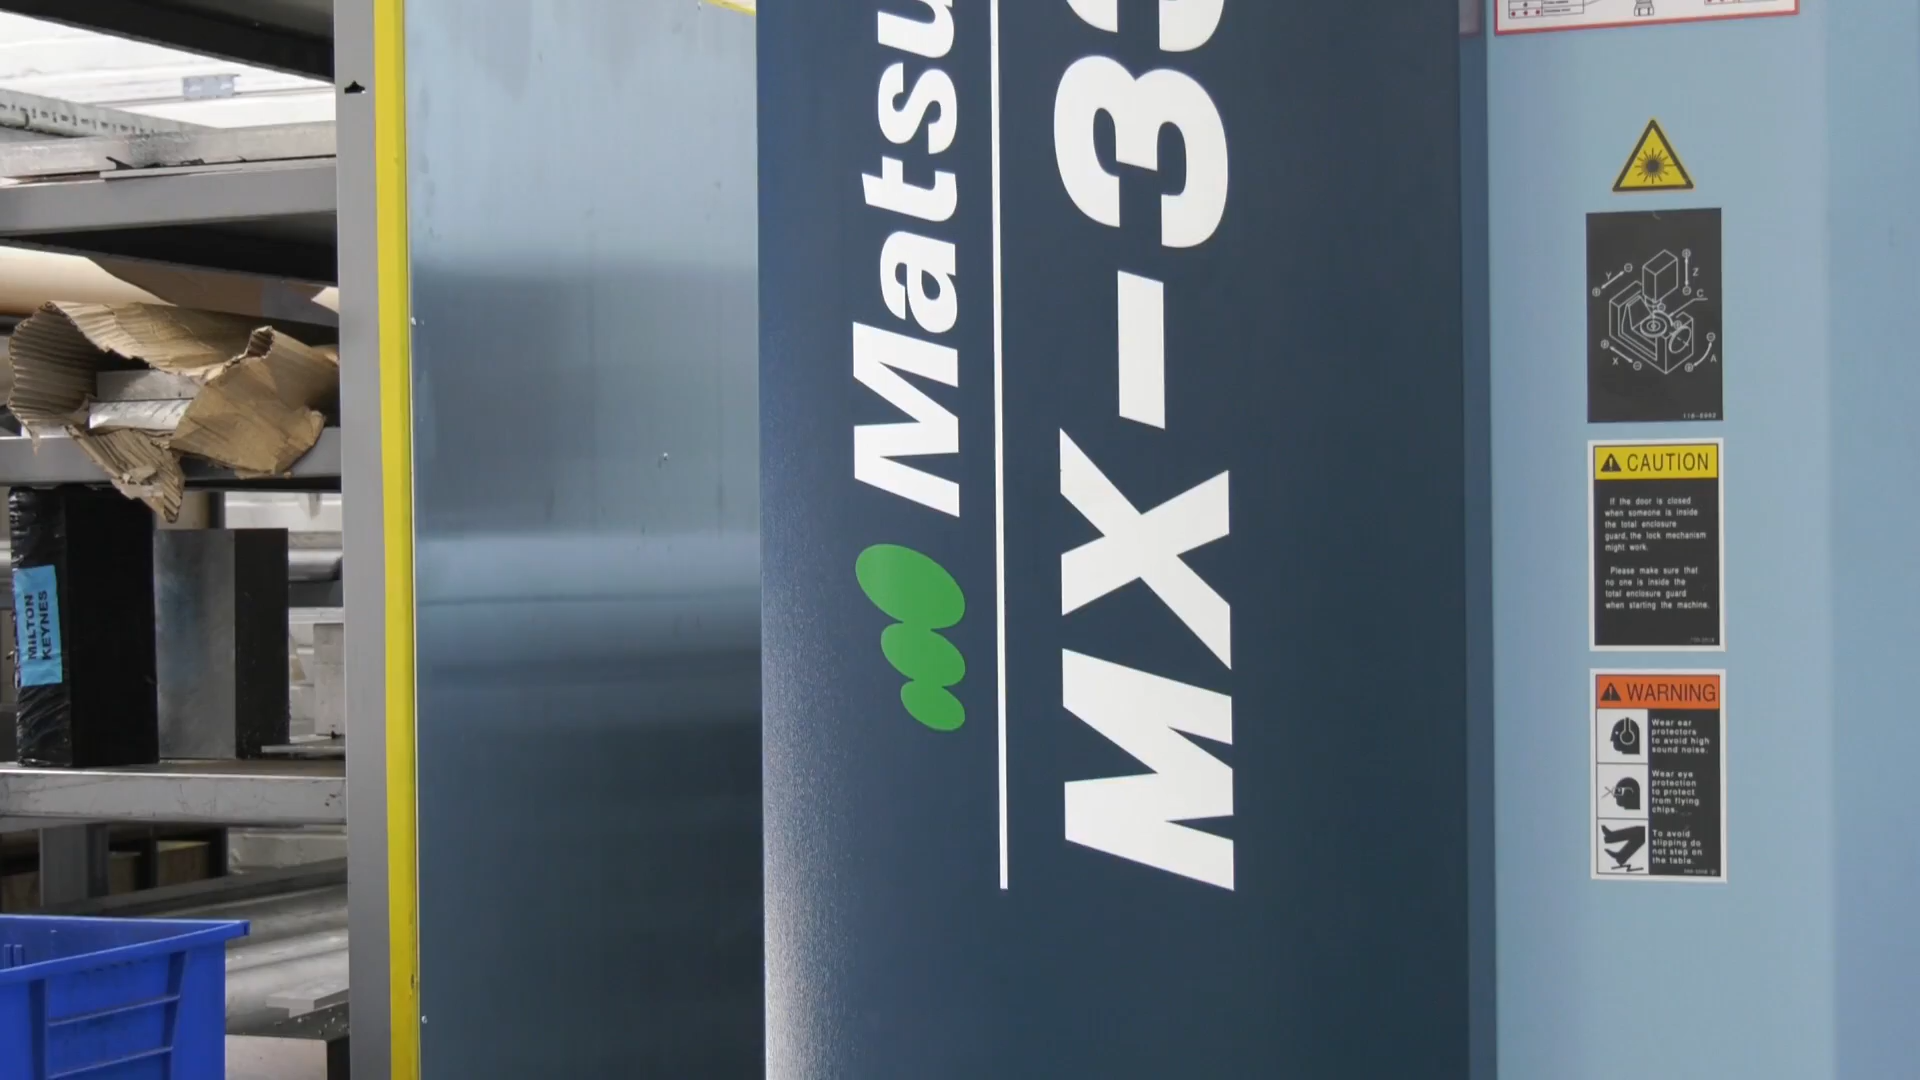 MILTON
KEYNES
Matsu
MX-33
Y
Z
C
X
A
CAUTION
If the door is closed
when someone is inside
the total enclosure
guard, the lock mechanism
might work.
Please make sure that
no one is inside the
total enclosure guard
when starting the machine.
WARNING
Wear ear
protectors
to avoid high
sound noise.
Wear eye
protection
to protect
from flying
chips.
To avoid
slipping do
not step on
the table.